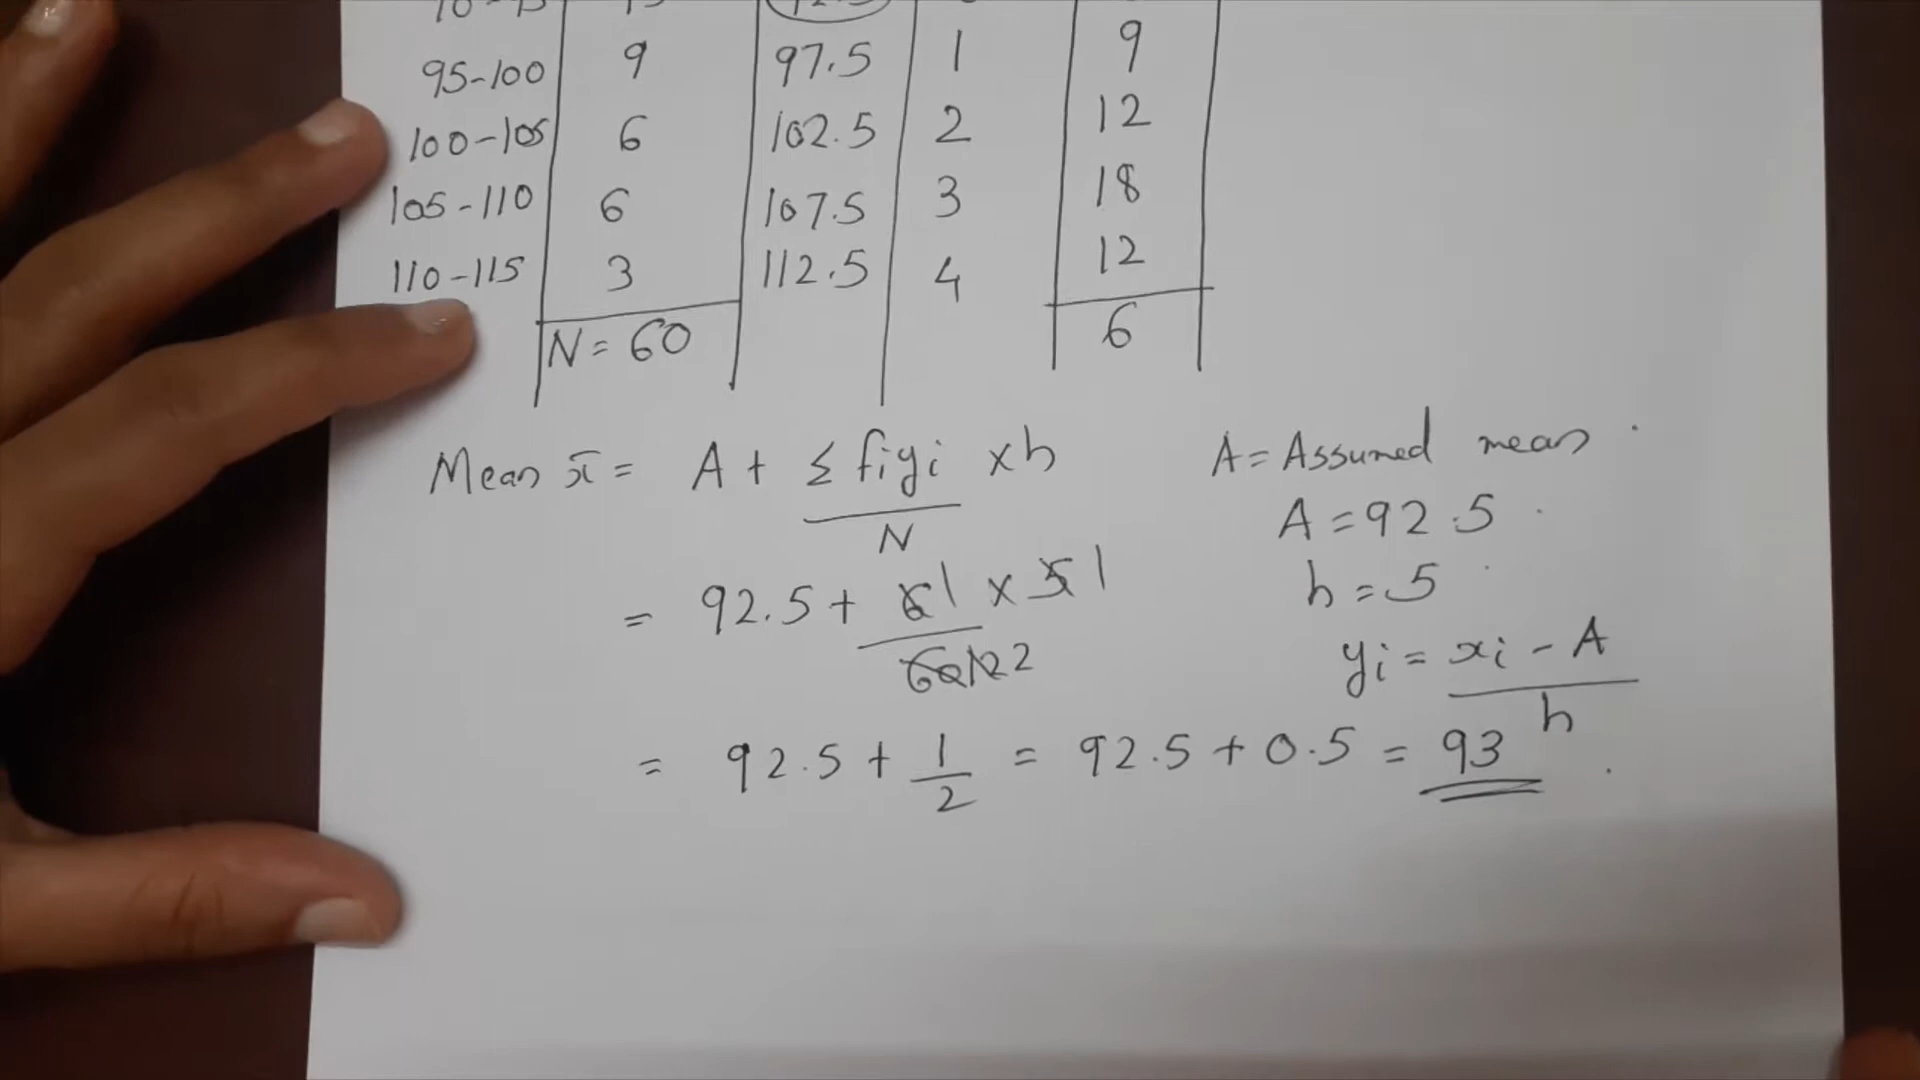 95-100 9 97.5 1 9
100-105 6 102.5 2 12
105-110 6 107.5 3 18
110-115 3 112.5 4 12
N = 60 6
Mean x̄ = A + Σ fiyi / N × h
A = Assumed mean
A = 92.5
= 92.5 + 6 1 × 5 1 / 60 12 2
h = 5
yi = xi - A / h
= 92.5 + 1/2 = 92.5 + 0.5 = 93